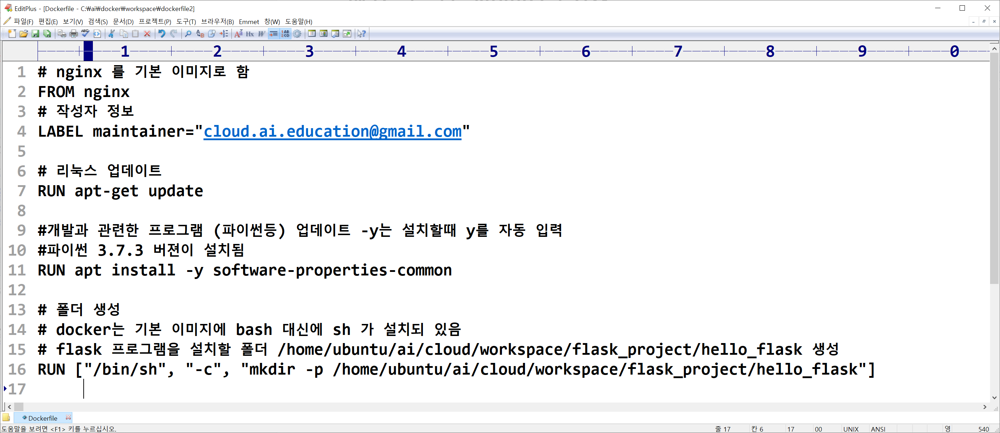 EditPlus - [Dockerfile - C:₩ai₩docker₩workspace₩dockerfile2]
파일(F) 편집(E) 보기(V) 검색(S) 문서(D) 프로젝트(P) 도구(T) 브라우저(B) Emmet 창(W) 도움말(H)
1 2 3 4 5 6 7 8 9 0
1 # nginx 를 기본 이미지로 함
2 FROM nginx
3 # 작성자 정보
4 LABEL maintainer="cloud.ai.education@gmail.com"
5
6 # 리눅스 업데이트
7 RUN apt-get update
8
9 #개발과 관련한 프로그램 (파이썬등) 업데이트 -y는 설치할때 y를 자동 입력
10 #파이썬 3.7.3 버젼이 설치됨
11 RUN apt install -y software-properties-common
12
13 # 폴더 생성
14 # docker는 기본 이미지에 bash 대신에 sh 가 설치되 있음
15 # flask 프로그램을 설치할 폴더 /home/ubuntu/ai/cloud/workspace/flask_project/hello_flask 생성
16 RUN ["/bin/sh", "-c", "mkdir -p /home/ubuntu/ai/cloud/workspace/flask_project/hello_flask"]
17
Dockerfile
도움말을 보려면 <F1> 키를 누르십시오. 줄 17 칸 6 17 00 UNIX ANSI 영 540